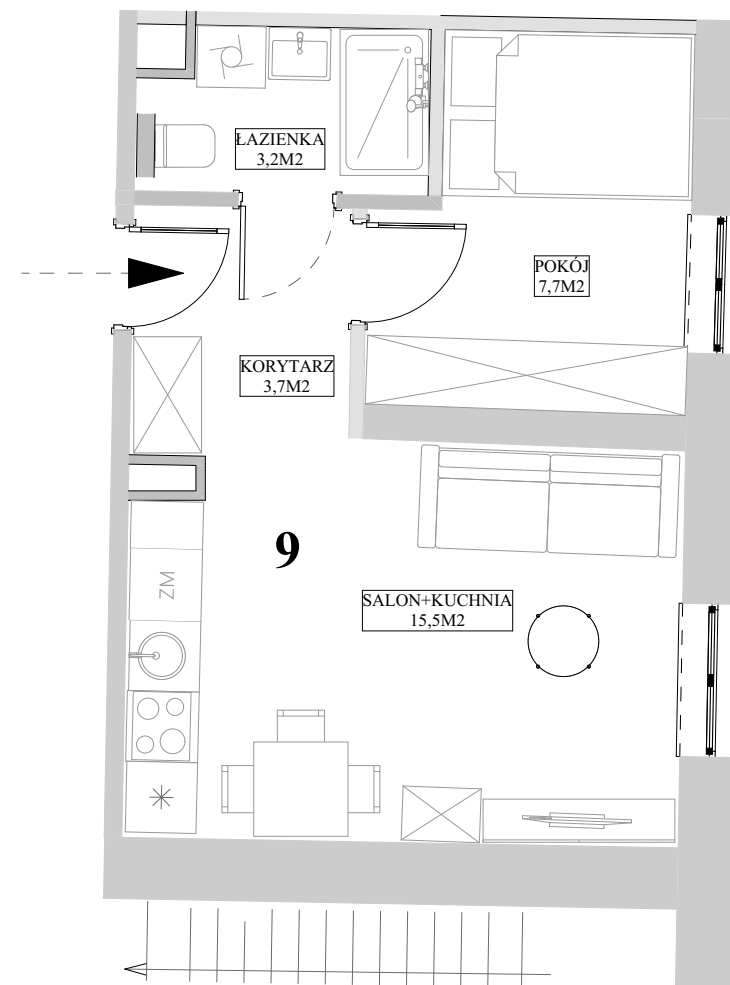 ŁAZIENKA
3,2M2
POKÓJ
7,7M2
KORYTARZ
3,7M2
9
ZM
SALON+KUCHNIA
15,5M2